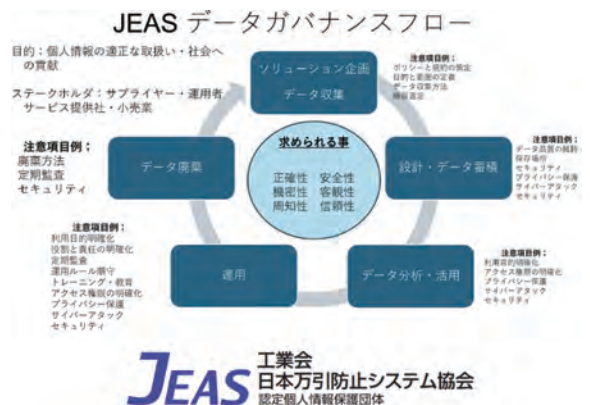 JEAS データガバナンスフロー
目的：個人情報の適正な取扱い・社会へ
の貢献
ステークホルダ：サプライヤー・運用者
サービス提供社・小売業
ソリューション企画
データ収集
注意項目例：
ポリシーと規約の策定
目的と範囲の定義
データ収集方法
機器選定
設計・データ蓄積
注意項目例：
データ品質の維持
保存場所
セキュリティ
プライバシー保護
サイバーアタック
セキュリティ
データ分析・活用
注意項目例：
利用目的明確化
アクセス権限の明確化
プライバシー保護
サイバーアタック
セキュリティ
運用
注意項目例：
利用目的明確化
役割と責任の明確化
定期監査
運用ルール順守
トレーニング・教育
アクセス権限の明確化
プライバシー保護
サイバーアタック
セキュリティ
データ廃棄
注意項目例：
廃棄方法
定期監査
セキュリティ
求められる事
正確性 安全性
機密性 客観性
周知性 信頼性
JEAS
工業会
日本万引防止システム協会
認定個人情報保護団体